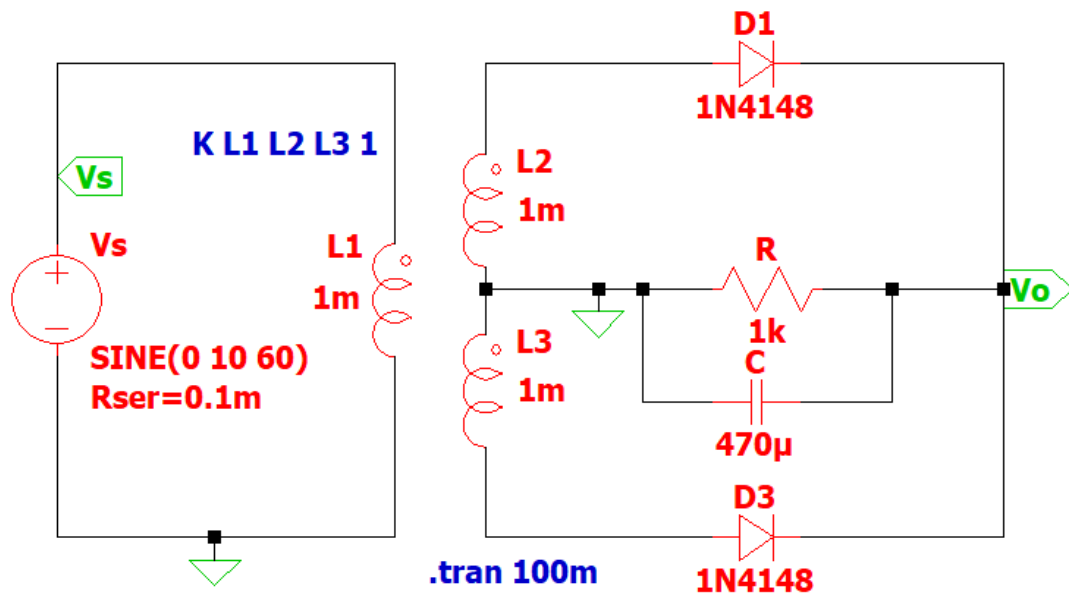 D1
1N4148
K L1 L2 L3 1
L2
1m
Vs
Vs
L1
1m
R
1k
Vo
SINE(0 10 60)
Rser=0.1m
L3
1m
C
470µ
D3
1N4148
.tran 100m